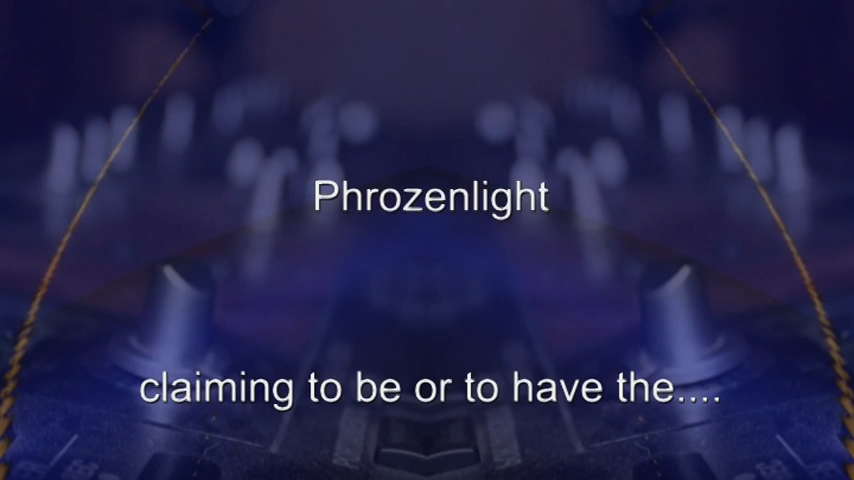 Phrozenlight
claiming to be or to have the....